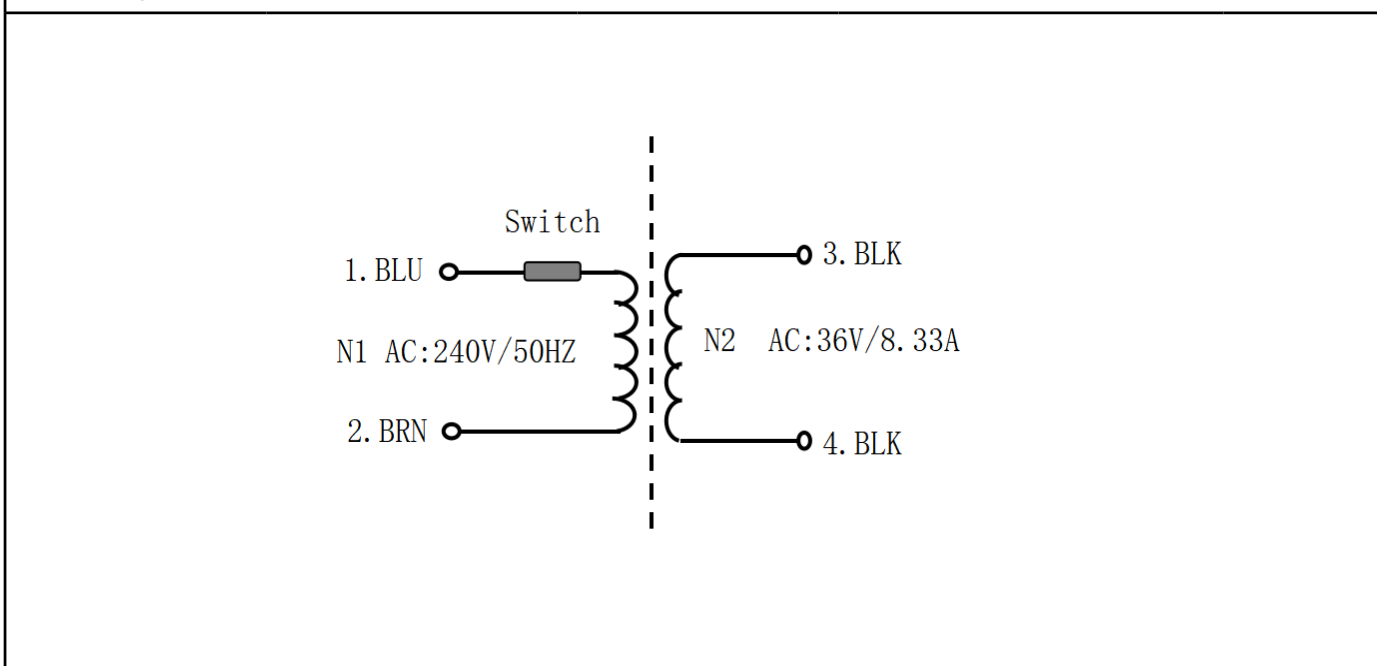 Switch
1. BLU
3. BLK
N1 AC:240V/50HZ
N2 AC:36V/8.33A
2. BRN
4. BLK